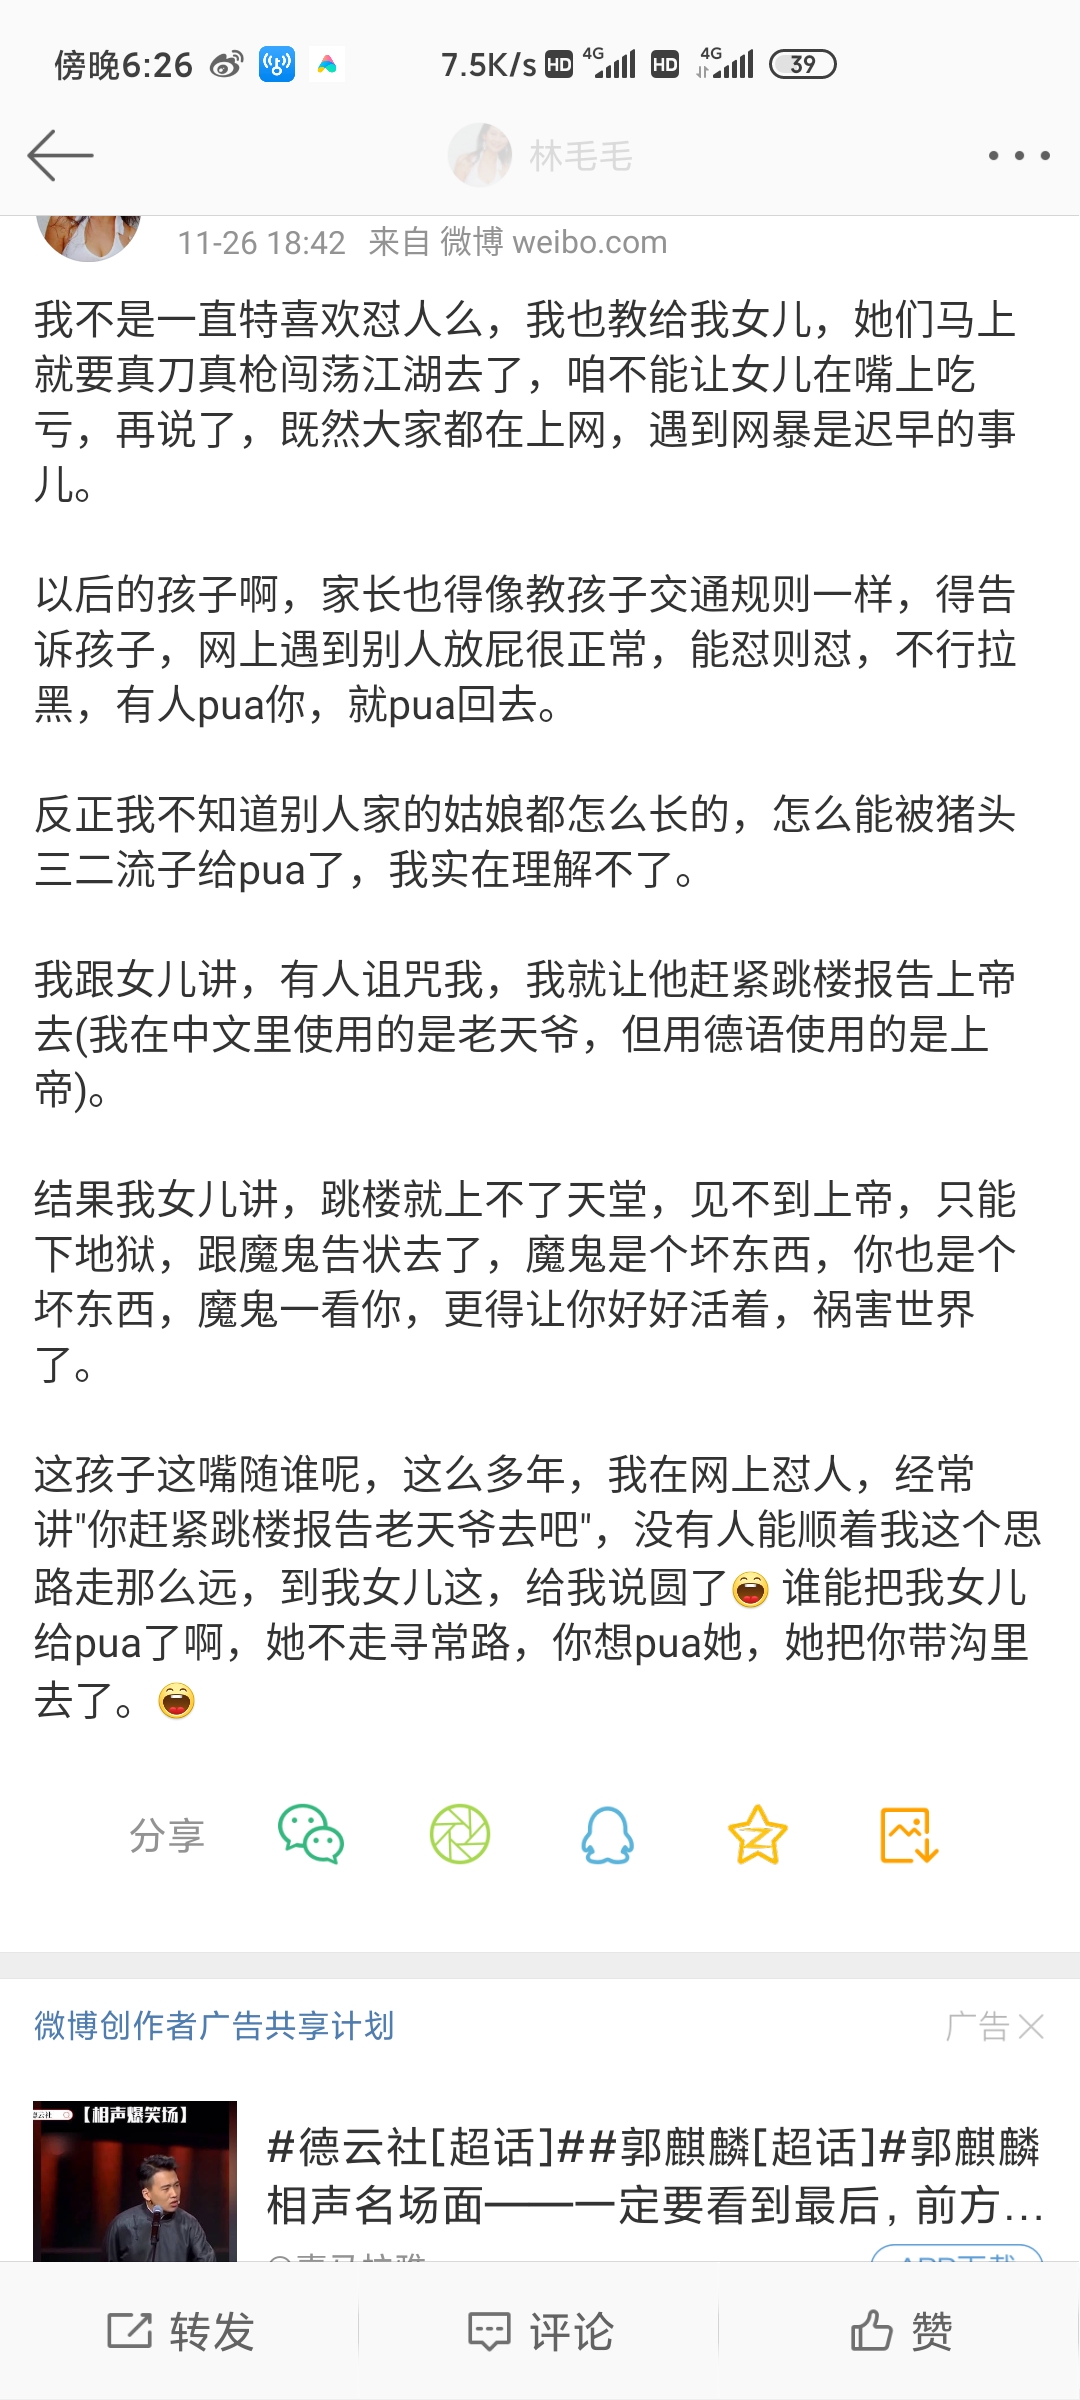 傍晚6:26
7.5K/s HD 4G HD 4G 39
林毛毛
11-26 18:42 来自 微博 weibo.com
我不是一直特喜欢怼人么，我也教给我女儿，她们马上
就要真刀真枪闯荡江湖去了，咱不能让女儿在嘴上吃
亏，再说了，既然大家都在上网，遇到网暴是迟早的事
儿。
以后的孩子啊，家长也得像教孩子交通规则一样，得告
诉孩子，网上遇到别人放屁很正常，能怼则怼，不行拉
黑，有人pua你，就pua回去。
反正我不知道别人家的姑娘都怎么长的，怎么能被猪头
三二流子给pua了，我实在理解不了。
我跟女儿讲，有人诅咒我，我就让他赶紧跳楼报告上帝
去(我在中文里使用的是老天爷，但用德语使用的是上
帝)。
结果我女儿讲，跳楼就上不了天堂，见不到上帝，只能
下地狱，跟魔鬼告状去了，魔鬼是个坏东西，你也是个
坏东西，魔鬼一看你，更得让你好好活着，祸害世界
了。
这孩子这嘴随谁呢，这么多年，我在网上怼人，经常
讲"你赶紧跳楼报告老天爷去吧"，没有人能顺着我这个思
路走那么远，到我女儿这，给我说圆了😄 谁能把我女儿
给pua了啊，她不走寻常路，你想pua她，她把你带沟里
去了。😄
分享
微博创作者广告共享计划
广告
【相声爆笑场】
#德云社[超话]##郭麒麟[超话]#郭麒麟
相声名场面——一定要看到最后，前方...
转发
评论
赞